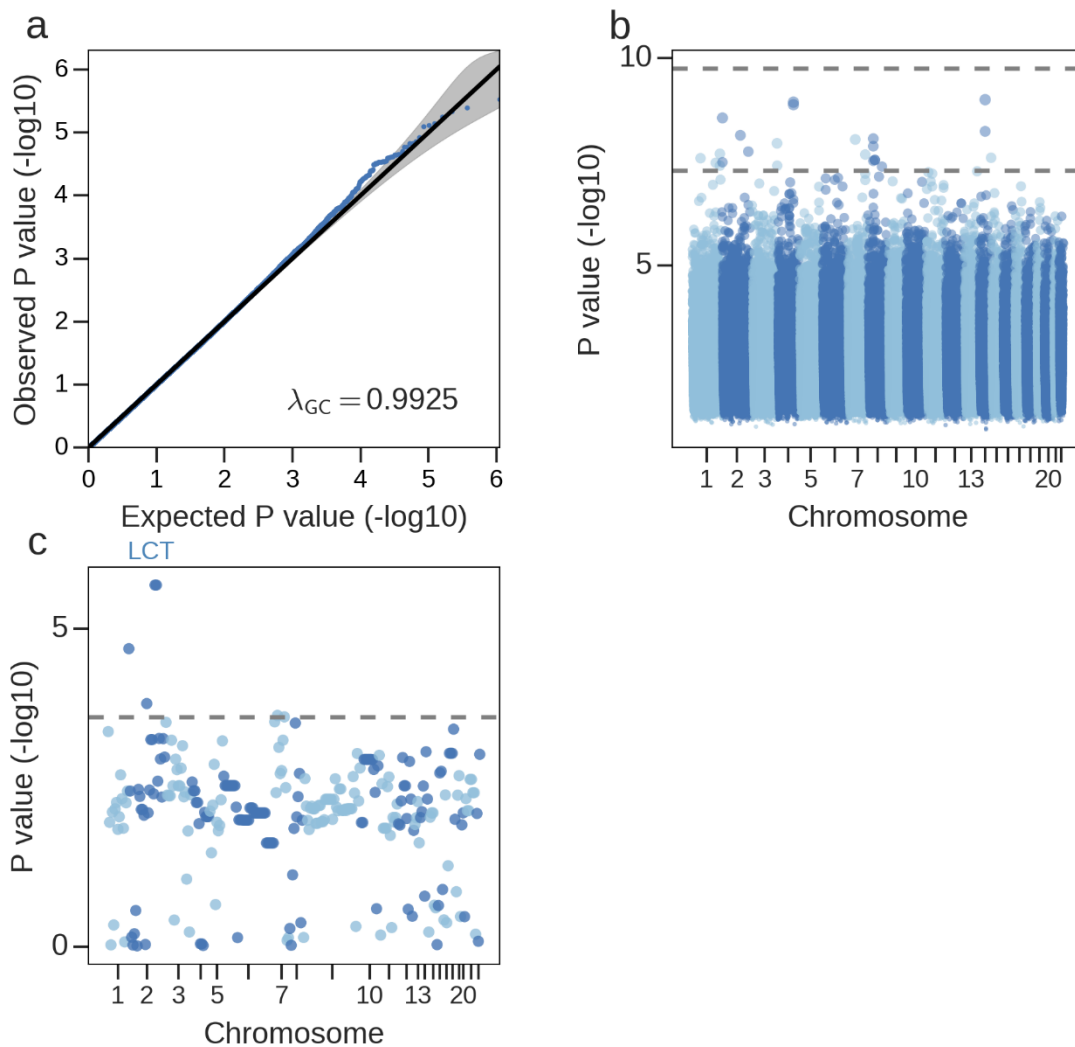 a
Observed P value (-log10)
6
5
4
3
2
1
0
λGC = 0.9925
0 1 2 3 4 5 6
Expected P value (-log10)
b
P value (-log10)
10
5
1 2 3 5 7 10 13 20
Chromosome
c
LCT
P value (-log10)
5
0
1 2 3 5 7 10 13 20
Chromosome